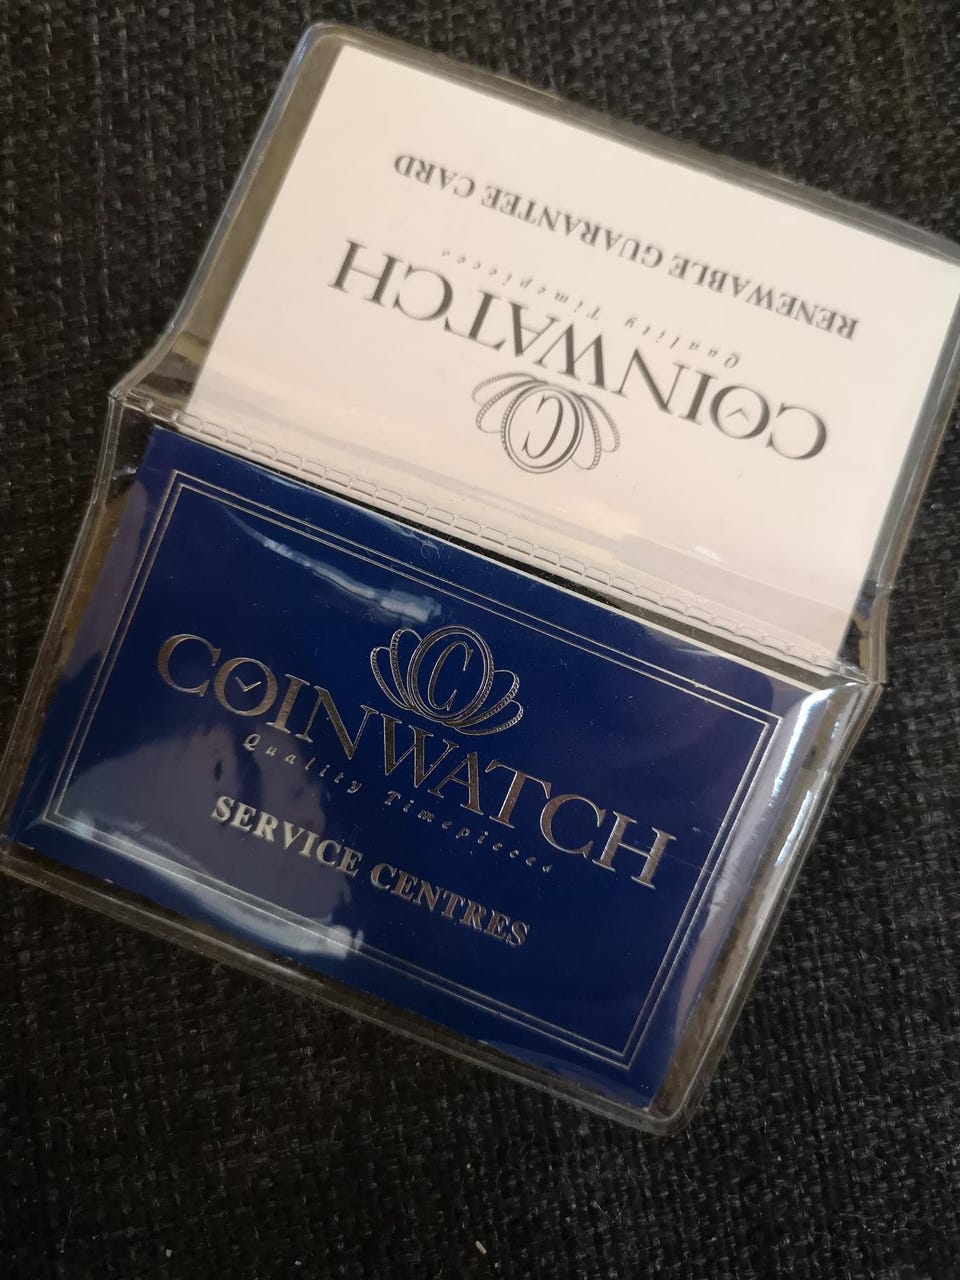 C
COINWATCH
Quality Timepieces
RENEWABLE GUARANTEE CARD
C
COINWATCH
Quality Timepieces
SERVICE CENTRES